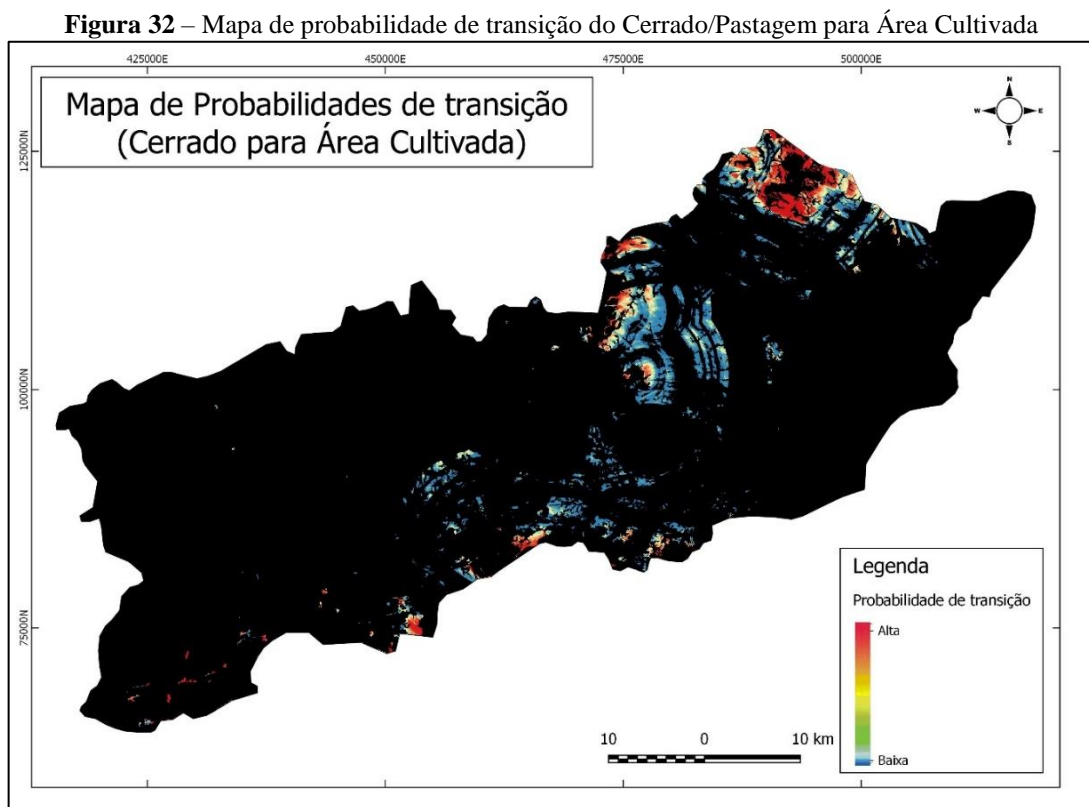 Figura 32 – Mapa de probabilidade de transição do Cerrado/Pastagem para Área Cultivada
425000E 450000E 475000E 500000E
Mapa de Probabilidades de transição
(Cerrado para Área Cultivada)
N
W E
S
125000N
100000N
75000N
Legenda
Probabilidade de transição
Alta
Baixa
10 0 10 km